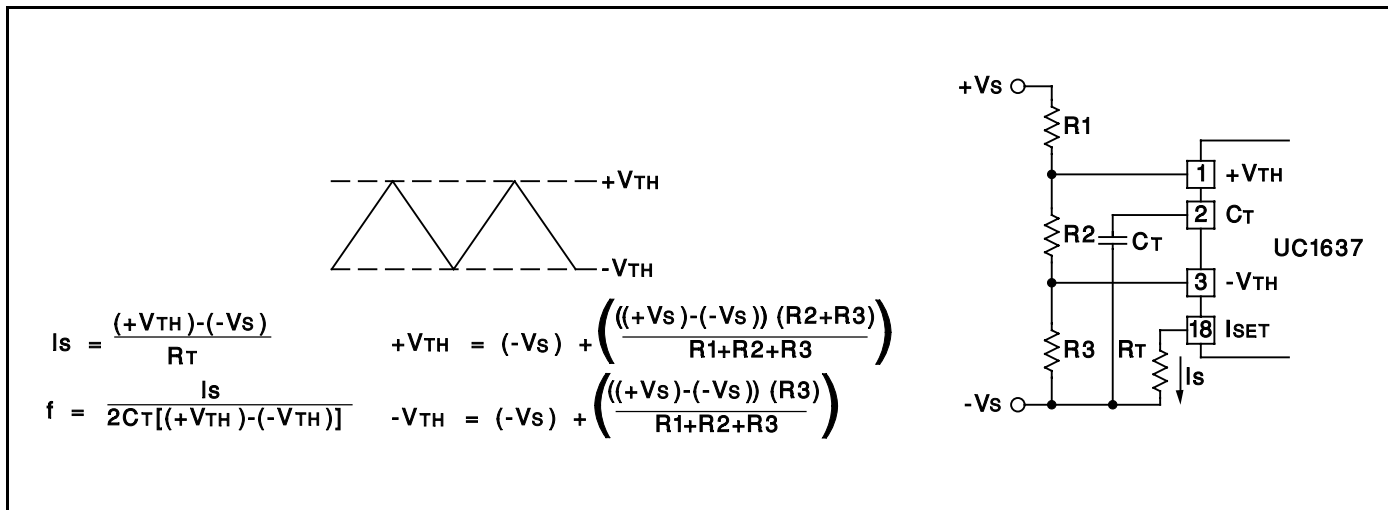 +VTH
-VTH
Is = (+VTH)-(-VS) / RT
+VTH = (-VS) + (((+VS)-(-VS)) (R2+R3) / R1+R2+R3)
f = Is / 2CT[(+VTH)-(-VTH)]
-VTH = (-VS) + (((+VS)-(-VS)) (R3) / R1+R2+R3)
+VS
R1
1 +VTH
2 CT
R2
CT
UC1637
3 -VTH
18 ISET
R3
RT
Is
-VS